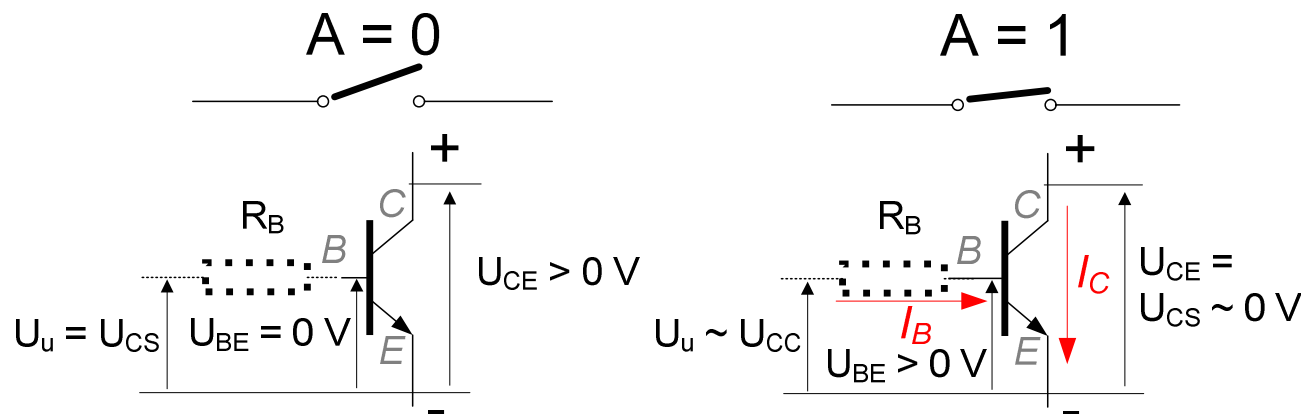 A = 0
+
C
R_B
B
U_CE > 0 V
U_u = U_CS
U_BE = 0 V
E
-
A = 1
+
C
R_B
B
I_C
U_CE =
U_CS ~ 0 V
I_B
U_u ~ U_CC
U_BE > 0 V
E
-